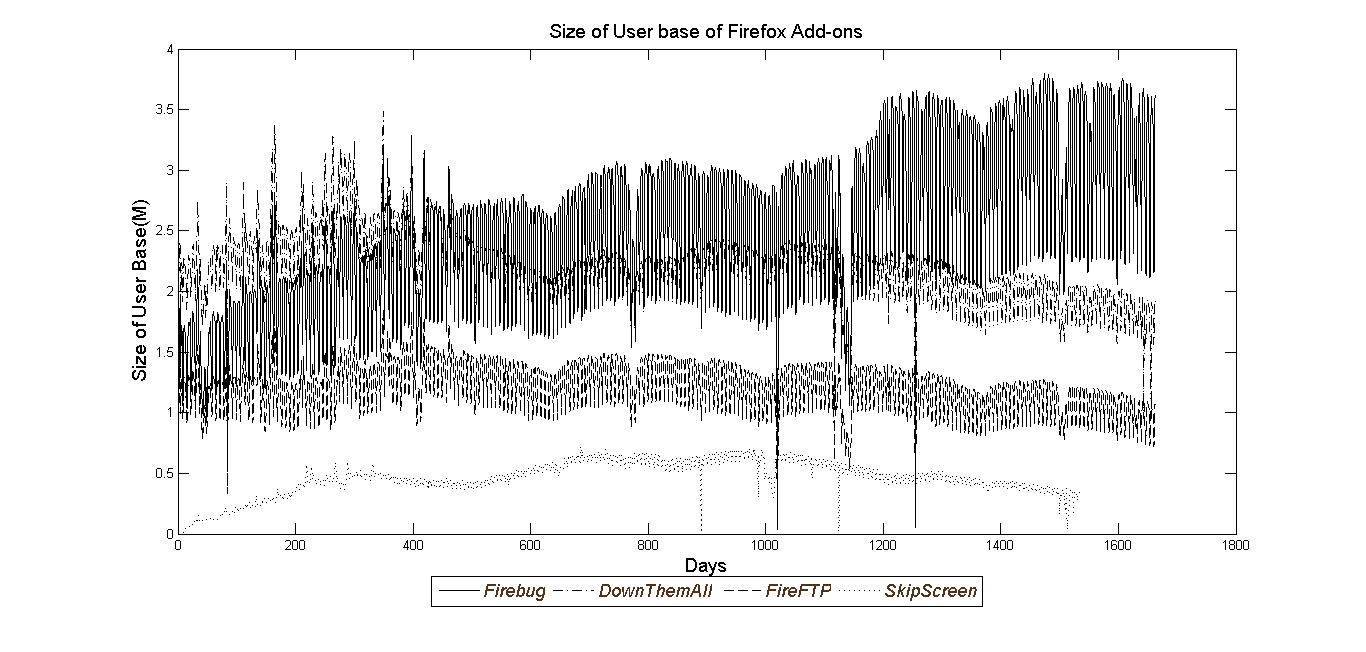 Size of User base of Firefox Add-ons
Size of User Base(M)
4
3.5
3
2.5
2
1.5
1
0.5
0
0 200 400 600 800 1000 1200 1400 1600 1800
Days
Firebug DownThemAll FireFTP SkipScreen